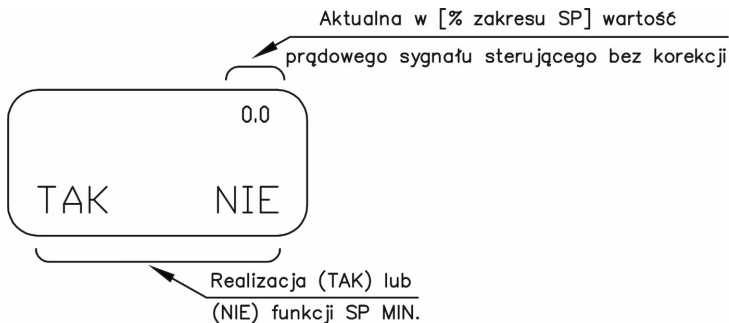 Aktualna w [% zakresu SP] wartość
prądowego sygnału sterującego bez korekcji
0,0
TAK NIE
Realizacja (TAK) lub
(NIE) funkcji SP MIN.